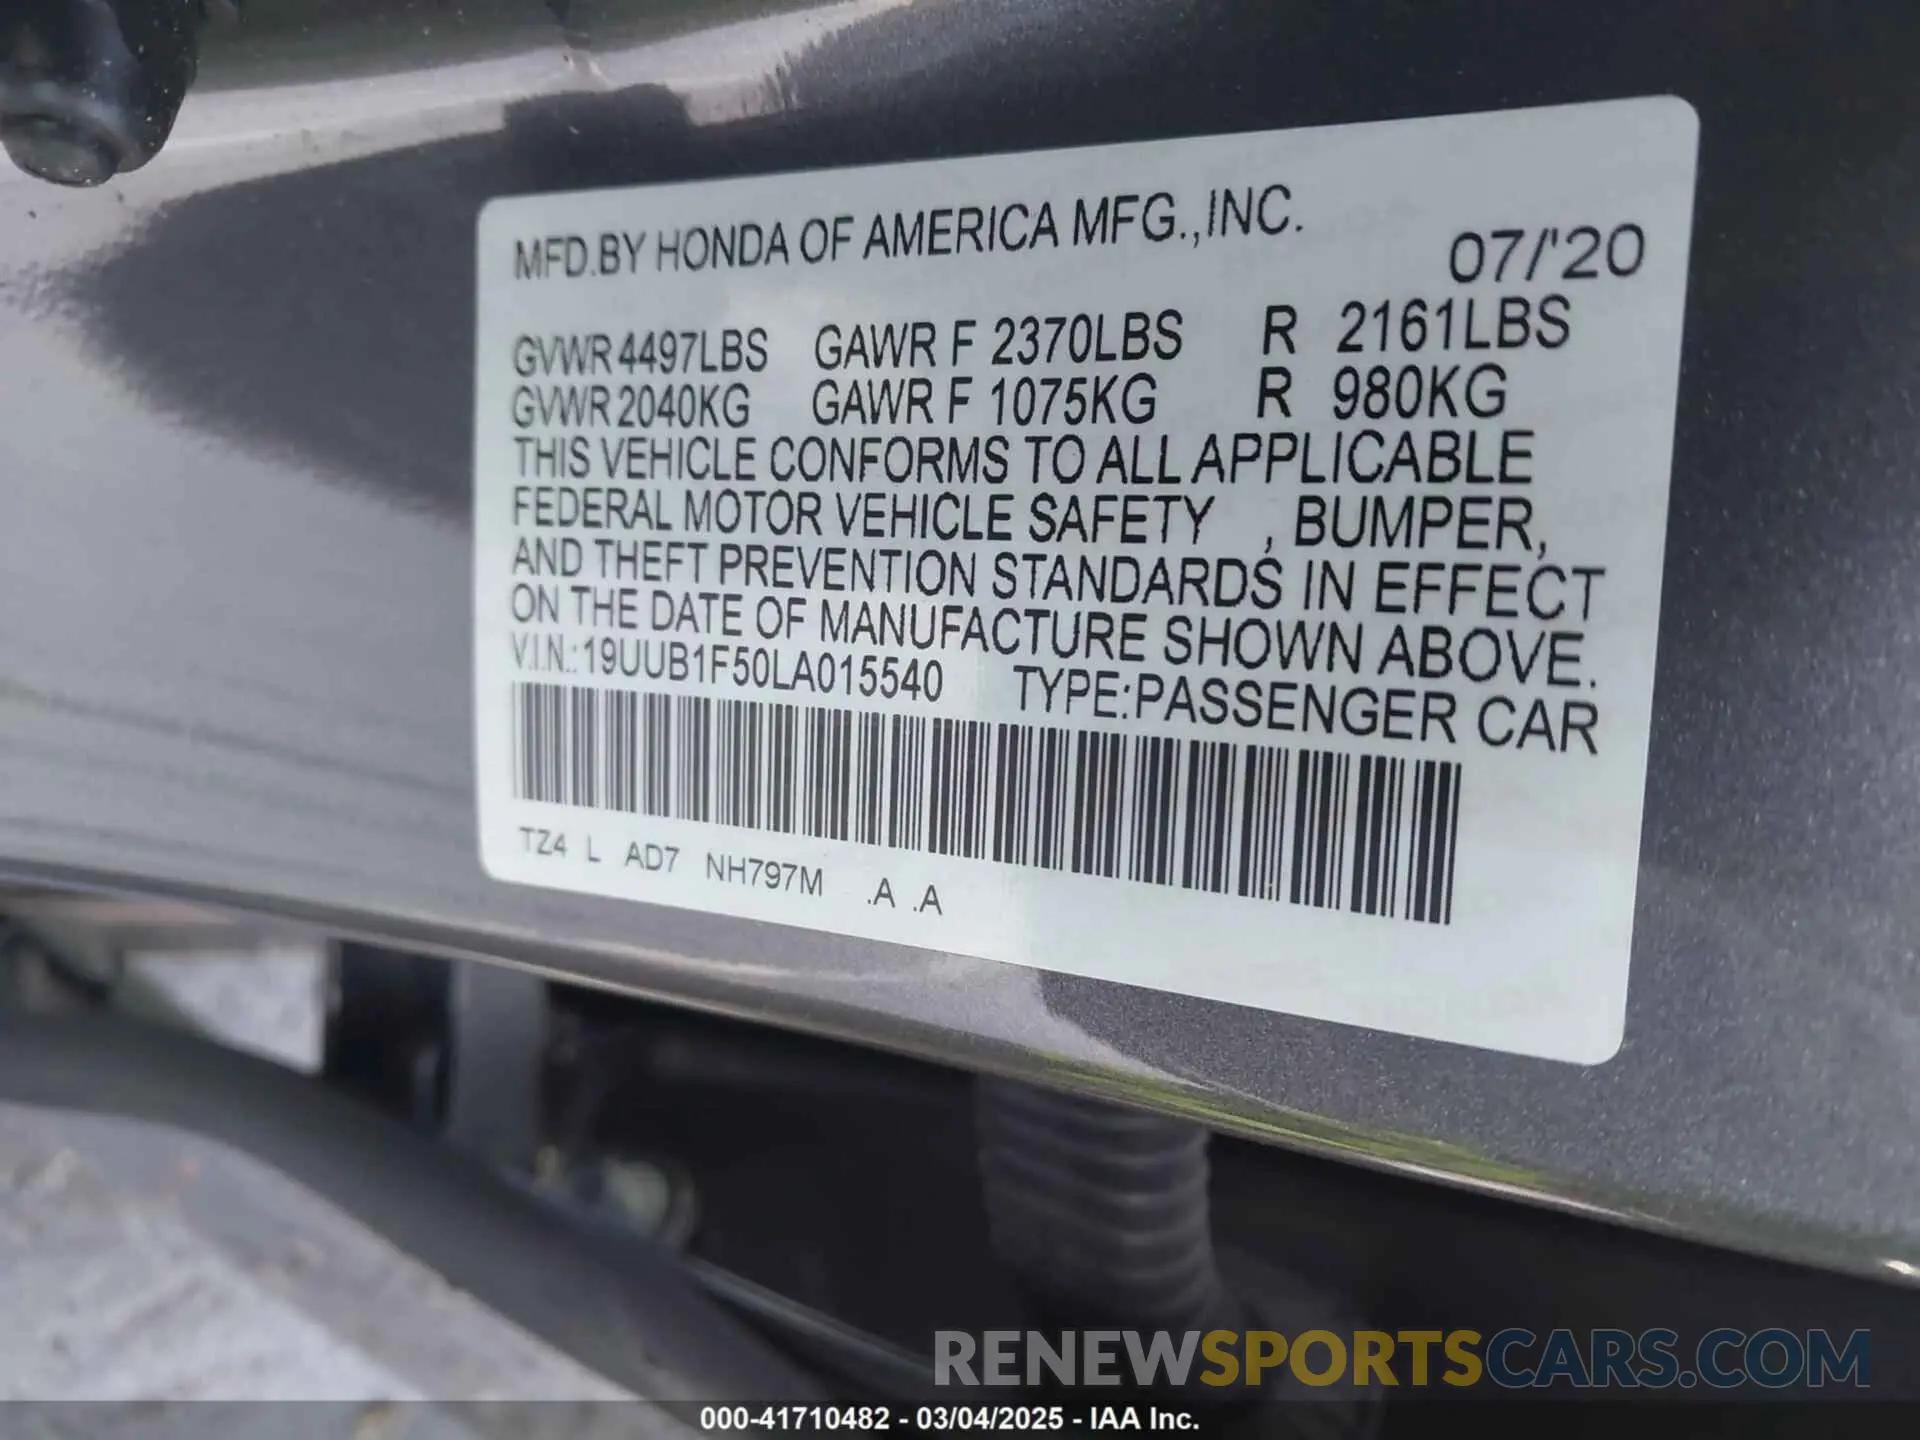 MFD.BY HONDA OF AMERICA MFG.,INC.
07/'20
GVWR 4497LBS GAWR F 2370LBS R 2161LBS
GVWR 2040KG GAWR F 1075KG R 980KG
THIS VEHICLE CONFORMS TO ALL APPLICABLE
FEDERAL MOTOR VEHICLE SAFETY , BUMPER,
AND THEFT PREVENTION STANDARDS IN EFFECT
ON THE DATE OF MANUFACTURE SHOWN ABOVE.
V.I.N.:19UUB1F50LA015540 TYPE:PASSENGER CAR
TZ4 L AD7 NH797M .A .A
RENEWSPORTSCARS.COM
000-41710482 - 03/04/2025 - IAA Inc.